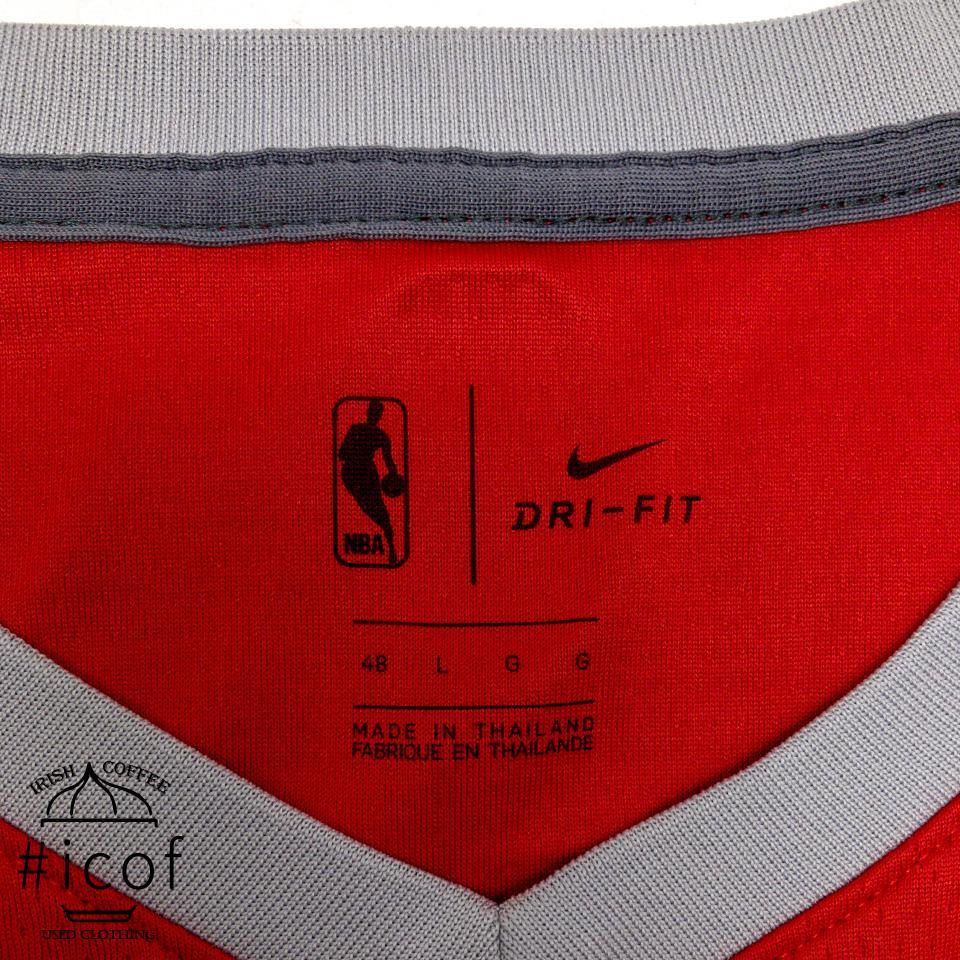 NBA
DRI-FIT
48 L G G
MADE IN THAILAND
FABRIQUE EN THAILANDE
IRISH COFFEE
#icof
USED CLOTHING